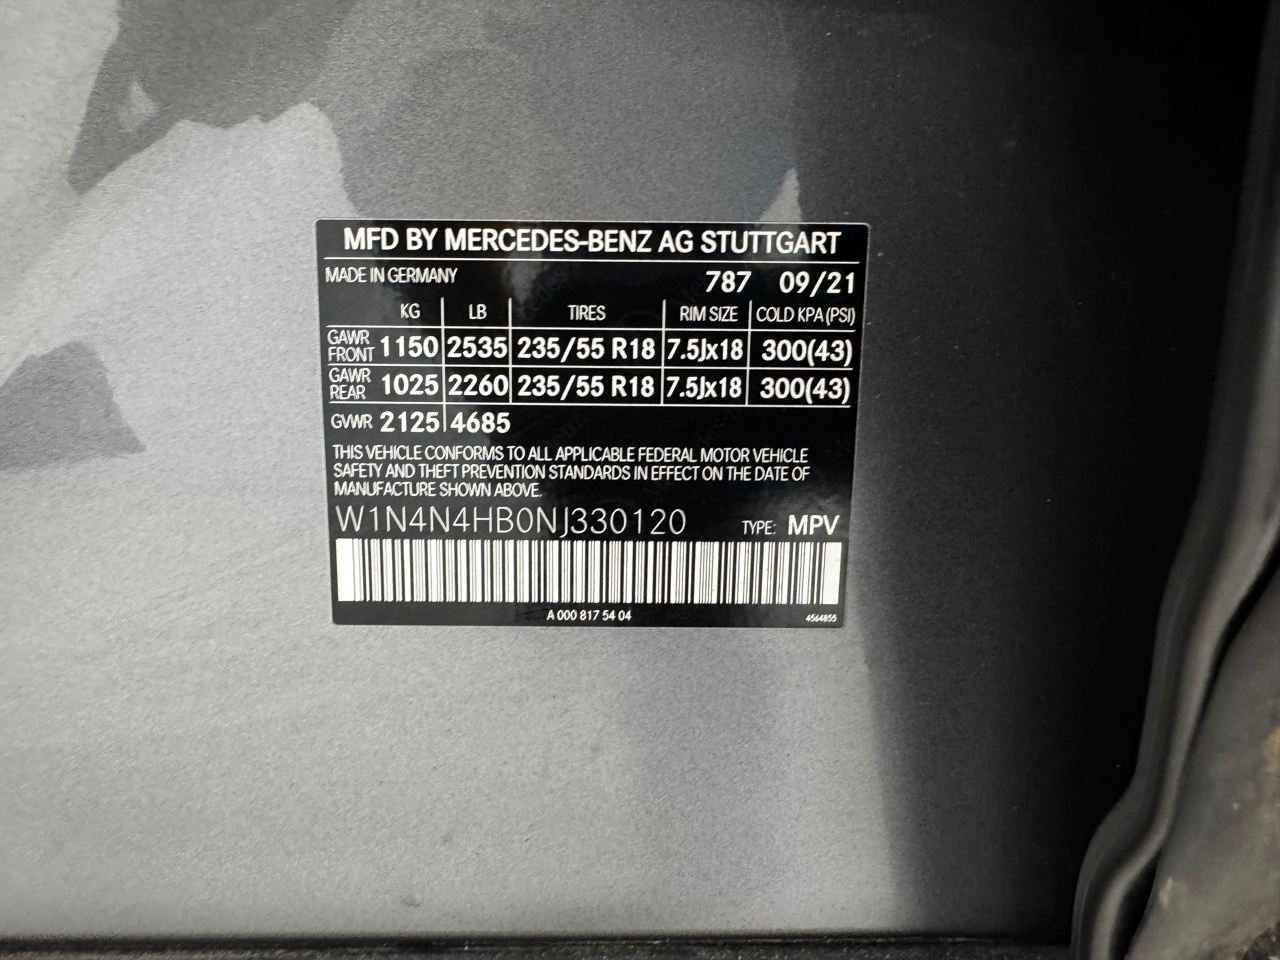 MFD BY MERCEDES-BENZ AG STUTTGART
MADE IN GERMANY 787 09/21
KG LB TIRES RIM SIZE COLD KPA (PSI)
GAWR FRONT 1150 2535 235/55 R18 7.5Jx18 300(43)
GAWR REAR 1025 2260 235/55 R18 7.5Jx18 300(43)
GVWR 2125 4685
THIS VEHICLE CONFORMS TO ALL APPLICABLE FEDERAL MOTOR VEHICLE
SAFETY AND THEFT PREVENTION STANDARDS IN EFFECT ON THE DATE OF
MANUFACTURE SHOWN ABOVE.
W1N4N4HB0NJ330120 TYPE: MPV
A 000 817 54 04 4564855